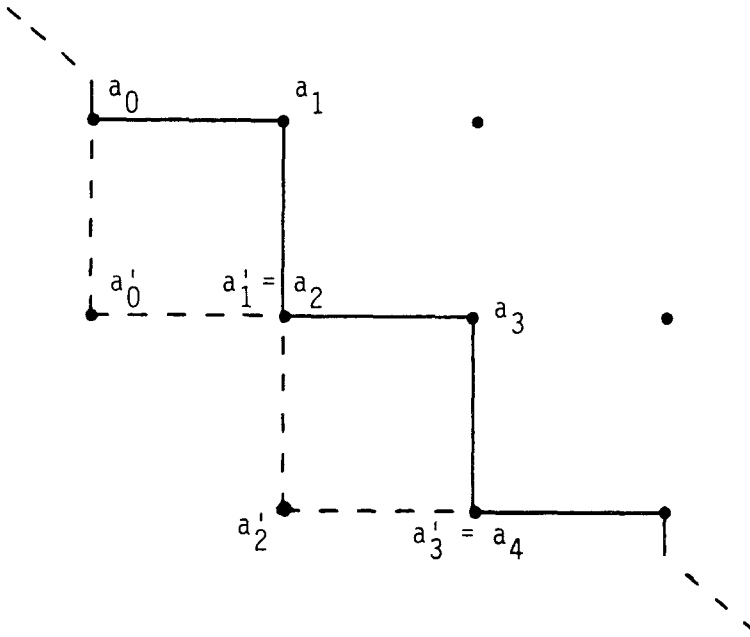 a₀ a₁
a'₀ a'₁ = a₂ a₃
a'₂ a'₃ = a₄